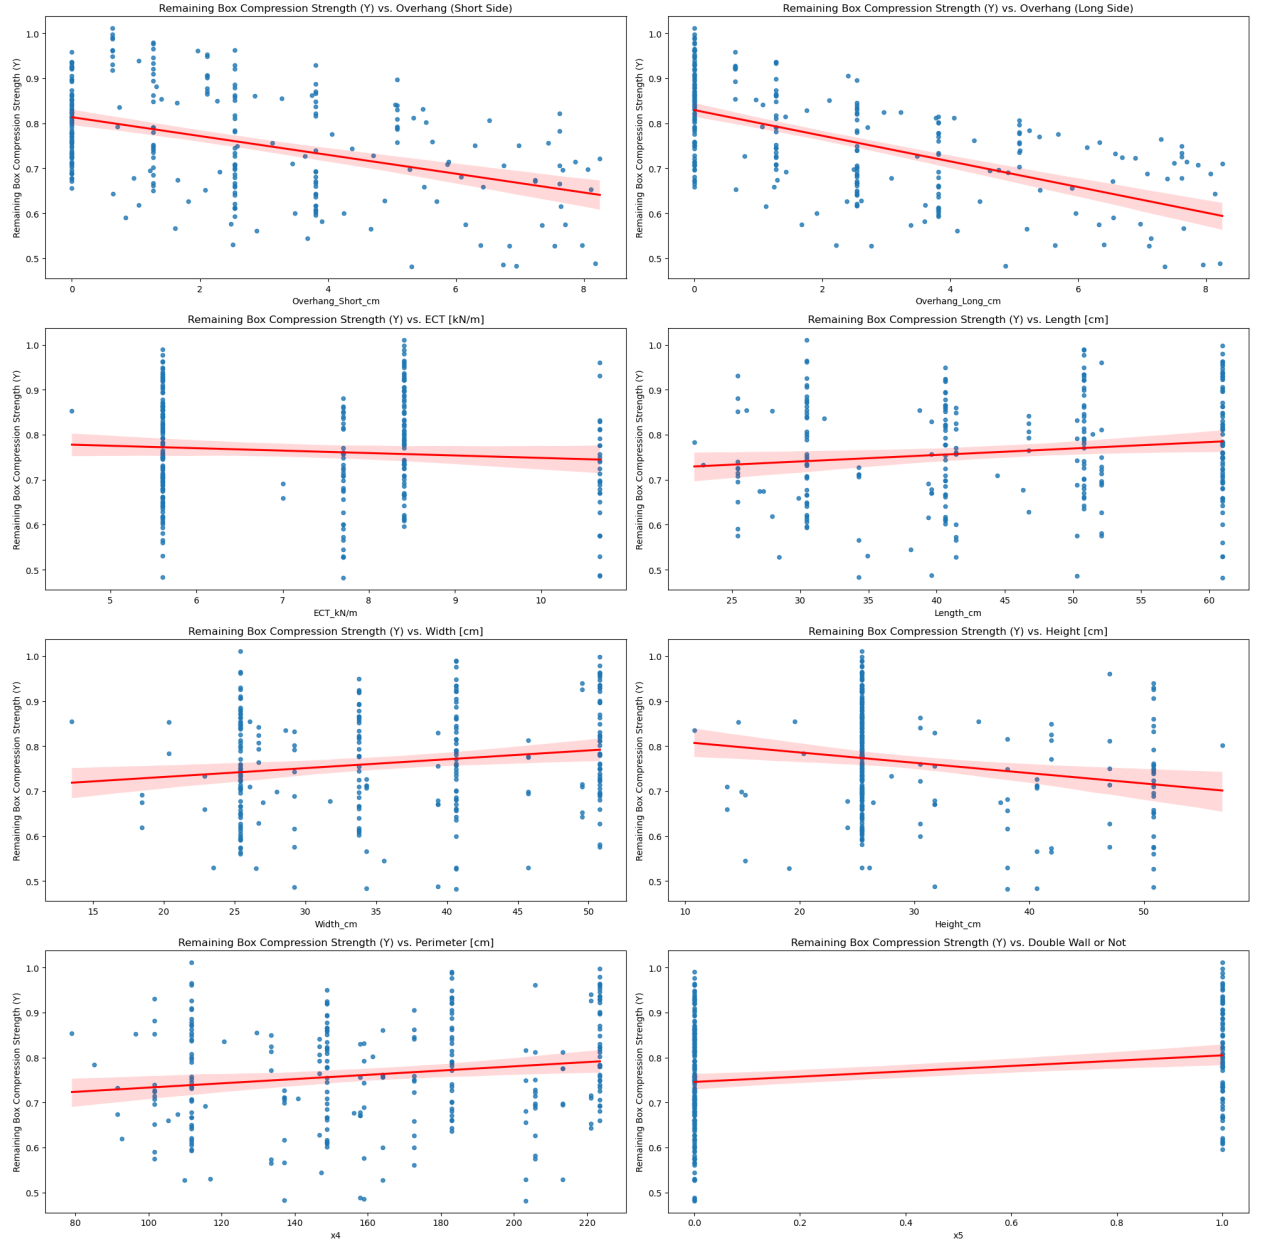 Remaining Box Compression Strength (Y) vs. Overhang (Short Side)
Remaining Box Compression Strength (Y)
1.0
0.9
0.8
0.7
0.6
0.5
0 2 4 6 8
Overhang_Short_cm
Remaining Box Compression Strength (Y) vs. Overhang (Long Side)
Remaining Box Compression Strength (Y)
1.0
0.9
0.8
0.7
0.6
0.5
0 2 4 6 8
Overhang_Long_cm
Remaining Box Compression Strength (Y) vs. ECT [kN/m]
Remaining Box Compression Strength (Y)
1.0
0.9
0.8
0.7
0.6
0.5
5 6 7 8 9 10
ECT_kN/m
Remaining Box Compression Strength (Y) vs. Length [cm]
Remaining Box Compression Strength (Y)
1.0
0.9
0.8
0.7
0.6
0.5
25 30 35 40 45 50 55 60
Length_cm
Remaining Box Compression Strength (Y) vs. Width [cm]
Remaining Box Compression Strength (Y)
1.0
0.9
0.8
0.7
0.6
0.5
15 20 25 30 35 40 45 50
Width_cm
Remaining Box Compression Strength (Y) vs. Height [cm]
Remaining Box Compression Strength (Y)
1.0
0.9
0.8
0.7
0.6
0.5
10 20 30 40 50
Height_cm
Remaining Box Compression Strength (Y) vs. Perimeter [cm]
Remaining Box Compression Strength (Y)
1.0
0.9
0.8
0.7
0.6
0.5
80 100 120 140 160 180 200 220
x4
Remaining Box Compression Strength (Y) vs. Double Wall or Not
Remaining Box Compression Strength (Y)
1.0
0.9
0.8
0.7
0.6
0.5
0.0 0.2 0.4 0.6 0.8 1.0
x5